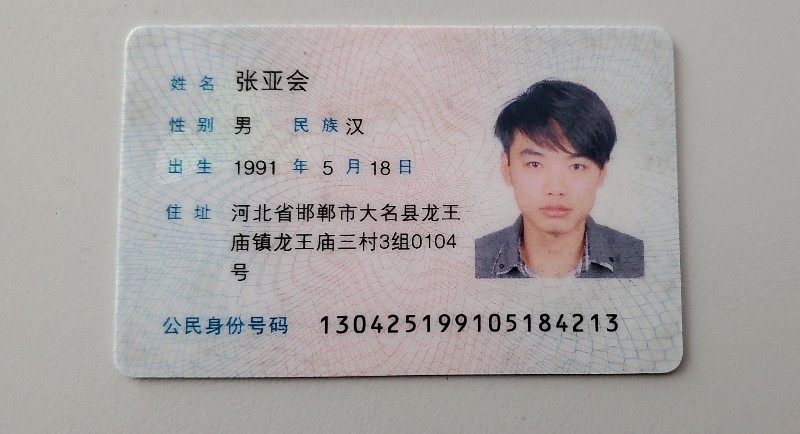 姓名 张亚会
性别 男 民族 汉
出生 1991 年 5 月 18 日
住址 河北省邯郸市大名县龙王
庙镇龙王庙三村3组0104
号
公民身份号码 130425199105184213